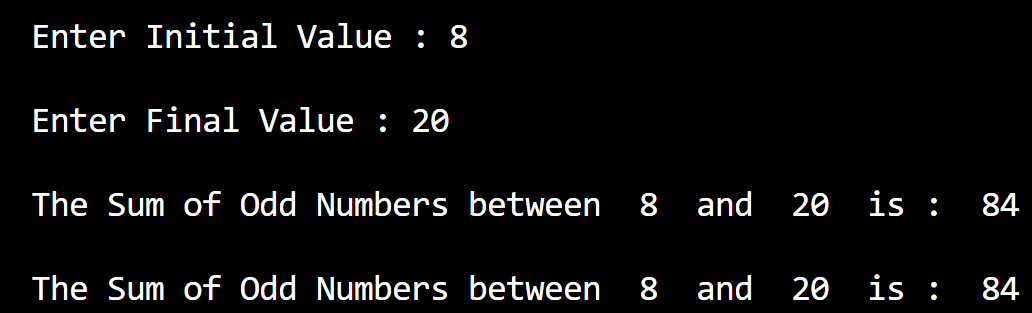 Enter Initial Value : 8
Enter Final Value : 20
The Sum of Odd Numbers between  8  and  20  is :  84
The Sum of Odd Numbers between  8  and  20  is :  84